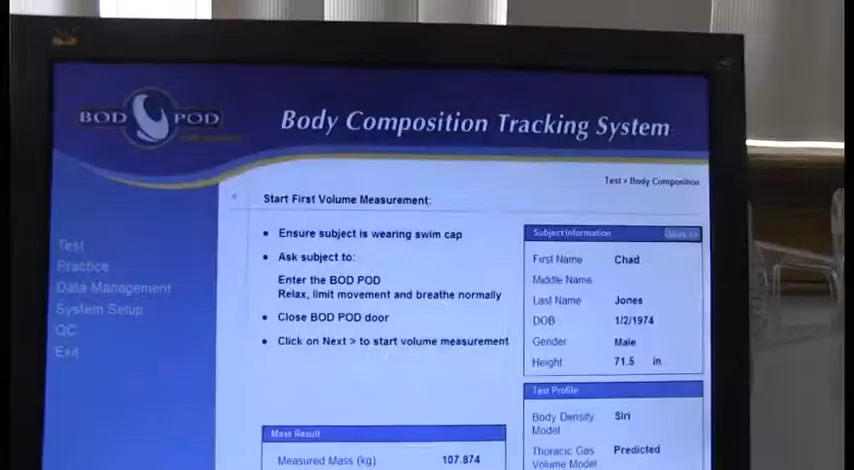 BOD POD
Body Composition Tracking System
Test > Body Composition
Start First Volume Measurement:
• Ensure subject is wearing swim cap
• Ask subject to:
Enter the BOD POD
Relax, limit movement and breathe normally
• Close BOD POD door
• Click on Next > to start volume measurement
Test
Practice
Data Management
System Setup
QC
Exit
Subject Information
First Name Chad
Middle Name
Last Name Jones
DOB 1/2/1974
Gender Male
Height 71.5 in
Test Profile
Body Density Siri
Model
Thoracic Gas Predicted
Volume Model
Mass Result
Measured Mass (kg) 107.874